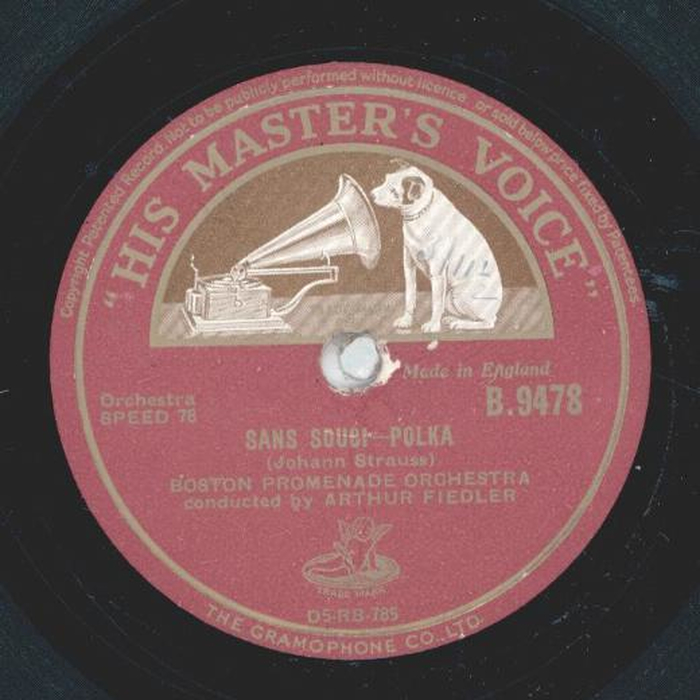 Copyright. Patented Record. Not to be publicly performed without licence or sold below price fixed by Patentees
"HIS MASTER'S VOICE"
Made in England
Orchestra
SPEED 78
B.9478
SANS SOUCI—POLKA
(Johann Strauss)
BOSTON PROMENADE ORCHESTRA
conducted by ARTHUR FIEDLER
TRADE MARK
D5-RB-785
THE GRAMOPHONE CO., LTD.